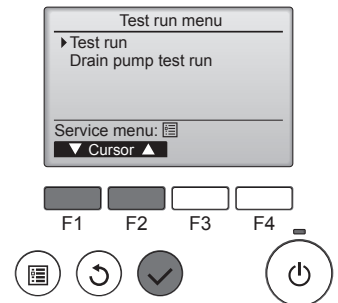 Test run menu
Test run
Drain pump test run
Service menu:
▼ Cursor ▲
F1 F2 F3 F4